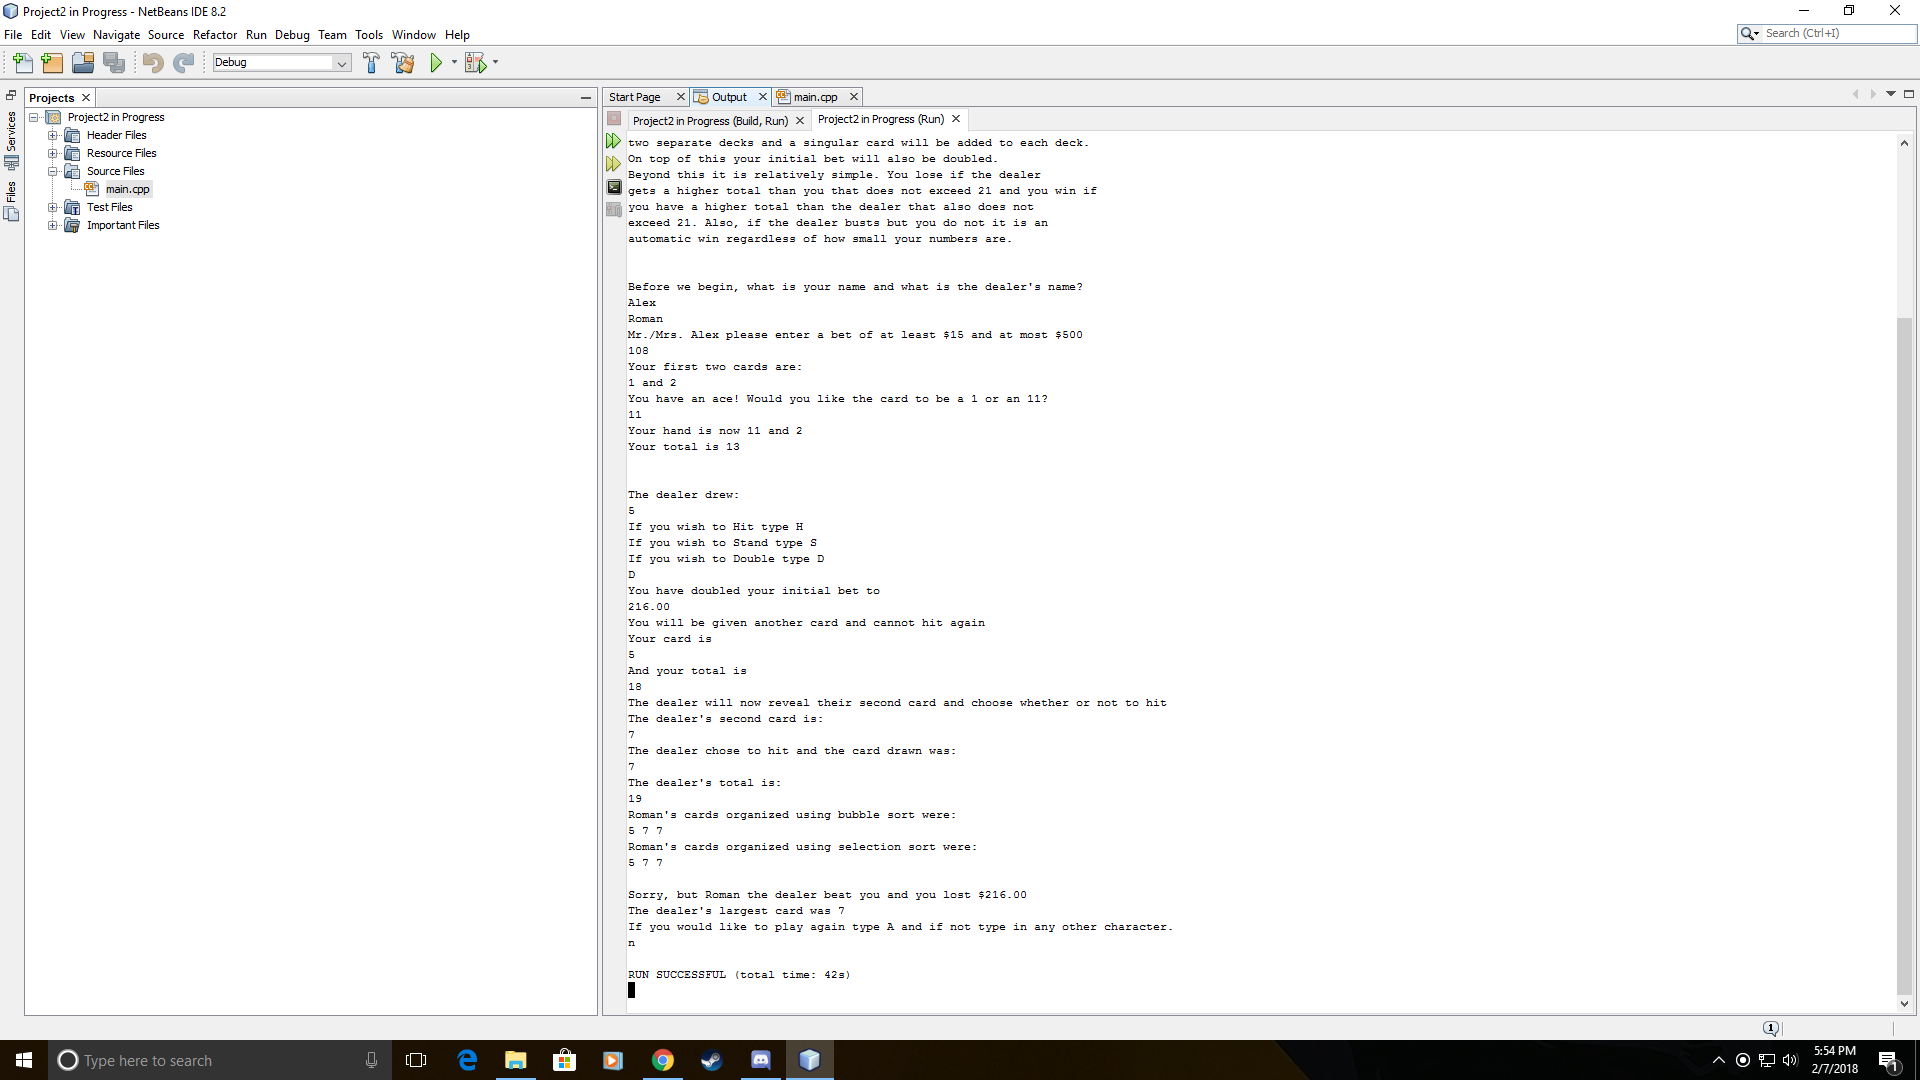 Project2 in Progress - NetBeans IDE 8.2
File Edit View Navigate Source Refactor Run Debug Team Tools Window Help
Search (Ctrl+I)
Debug
Services
Files
Projects
Project2 in Progress
Header Files
Resource Files
Source Files
main.cpp
Test Files
Important Files
Start Page Output main.cpp
Project2 in Progress (Build, Run) Project2 in Progress (Run)
two separate decks and a singular card will be added to each deck.
On top of this your initial bet will also be doubled.
Beyond this it is relatively simple. You lose if the dealer
gets a higher total than you that does not exceed 21 and you win if
you have a higher total than the dealer that also does not
exceed 21. Also, if the dealer busts but you do not it is an
automatic win regardless of how small your numbers are.
Before we begin, what is your name and what is the dealer's name?
Alex
Roman
Mr./Mrs. Alex please enter a bet of at least $15 and at most $500
108
Your first two cards are:
1 and 2
You have an ace! Would you like the card to be a 1 or an 11?
11
Your hand is now 11 and 2
Your total is 13
The dealer drew:
5
If you wish to Hit type H
If you wish to Stand type S
If you wish to Double type D
D
You have doubled your initial bet to
216.00
You will be given another card and cannot hit again
Your card is
5
And your total is
18
The dealer will now reveal their second card and choose whether or not to hit
The dealer's second card is:
7
The dealer chose to hit and the card drawn was:
7
The dealer's total is:
19
Roman's cards organized using bubble sort were:
5 7 7
Roman's cards organized using selection sort were:
5 7 7
Sorry, but Roman the dealer beat you and you lost $216.00
The dealer's largest card was 7
If you would like to play again type A and if not type in any other character.
n
RUN SUCCESSFUL (total time: 42s)
1
Type here to search
5:54 PM
2/7/2018
1